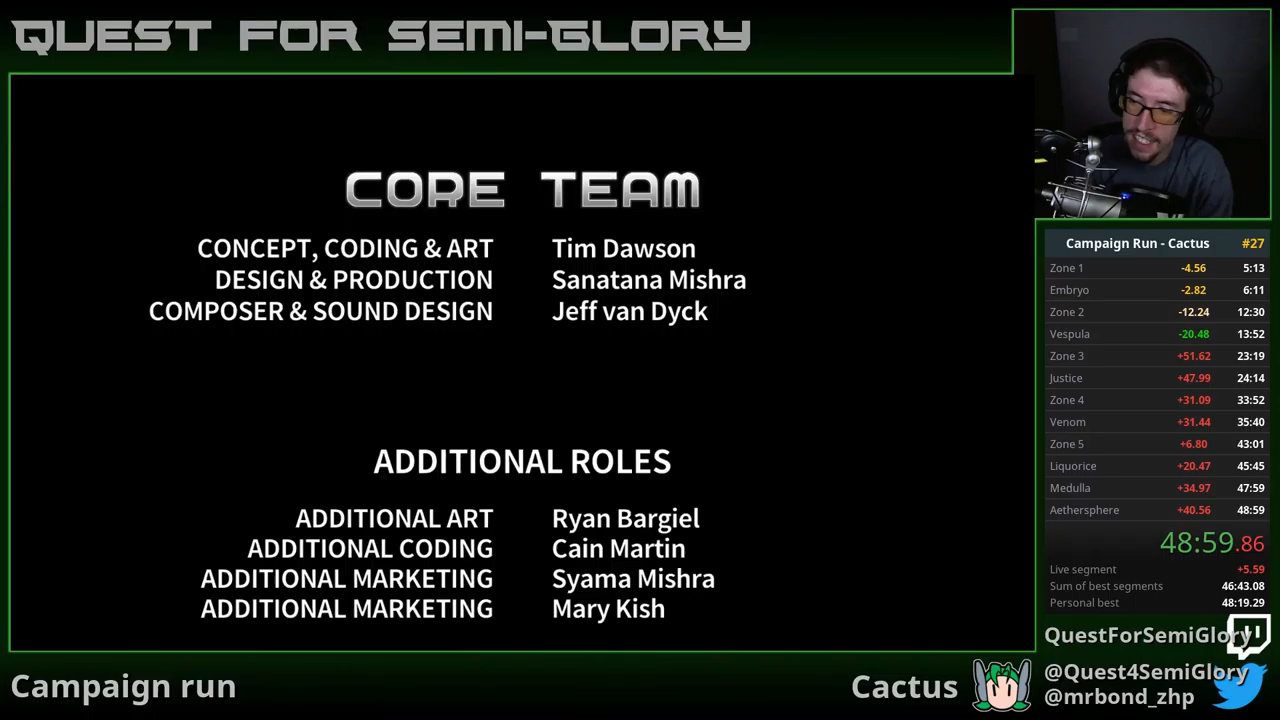 QUEST FOR SEMI-GLORY
CORE TEAM
CONCEPT, CODING & ART Tim Dawson
DESIGN & PRODUCTION Sanatana Mishra
COMPOSER & SOUND DESIGN Jeff van Dyck
ADDITIONAL ROLES
ADDITIONAL ART Ryan Bargiel
ADDITIONAL CODING Cain Martin
ADDITIONAL MARKETING Syama Mishra
ADDITIONAL MARKETING Mary Kish
Campaign Run - Cactus #27
Zone 1 -4.56 5:13
Embryo -2.82 6:11
Zone 2 -12.24 12:30
Vespula -20.48 13:52
Zone 3 +51.62 23:19
Justice +47.99 24:14
Zone 4 +31.09 33:52
Venom +31.44 35:40
Zone 5 +6.80 43:01
Liquorice +20.47 45:45
Medulla +34.97 47:59
Aethersphere +40.56 48:59
48:59.86
Live segment +5.59
Sum of best segments 46:43.08
Personal best 48:19.29
QuestForSemiGlory
@Quest4SemiGlory
@mrbond_zhp
Campaign run
Cactus